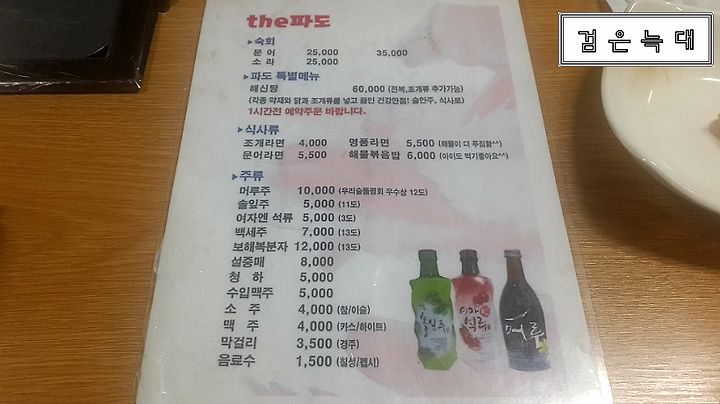 검은늑대
the파도
▶숙회
문 어 25,000 35,000
소 라 25,000
▶파도 특별메뉴
해신탕 60,000 (전복,조개류 추가가능)
(각종 약재와 닭과 조개류를 넣고 끓인 건강만점! 술안주, 식사로)
1시간전 예약주문 바랍니다.
▶식사류
조개라면 4,000 명품라면 5,500 (해물이 더 푸짐함^^)
문어라면 5,500 해물볶음밥 6,000 (아이도 먹기좋아요^^)
▶주류
머루주 10,000 (우리술품평회 우수상 12도)
솔잎주 5,000 (11도)
여자엔 석류 5,000 (3도)
백세주 7,000 (13도)
보해복분자 12,000 (13도)
설중매 8,000
청 하 5,000
수입맥주 5,000
소 주 4,000 (참/이슬)
맥 주 4,000 (카스/하이트)
막걸리 3,500 (경주)
음료수 1,500 (칠성/펩시)
솔잎주
석류
머루